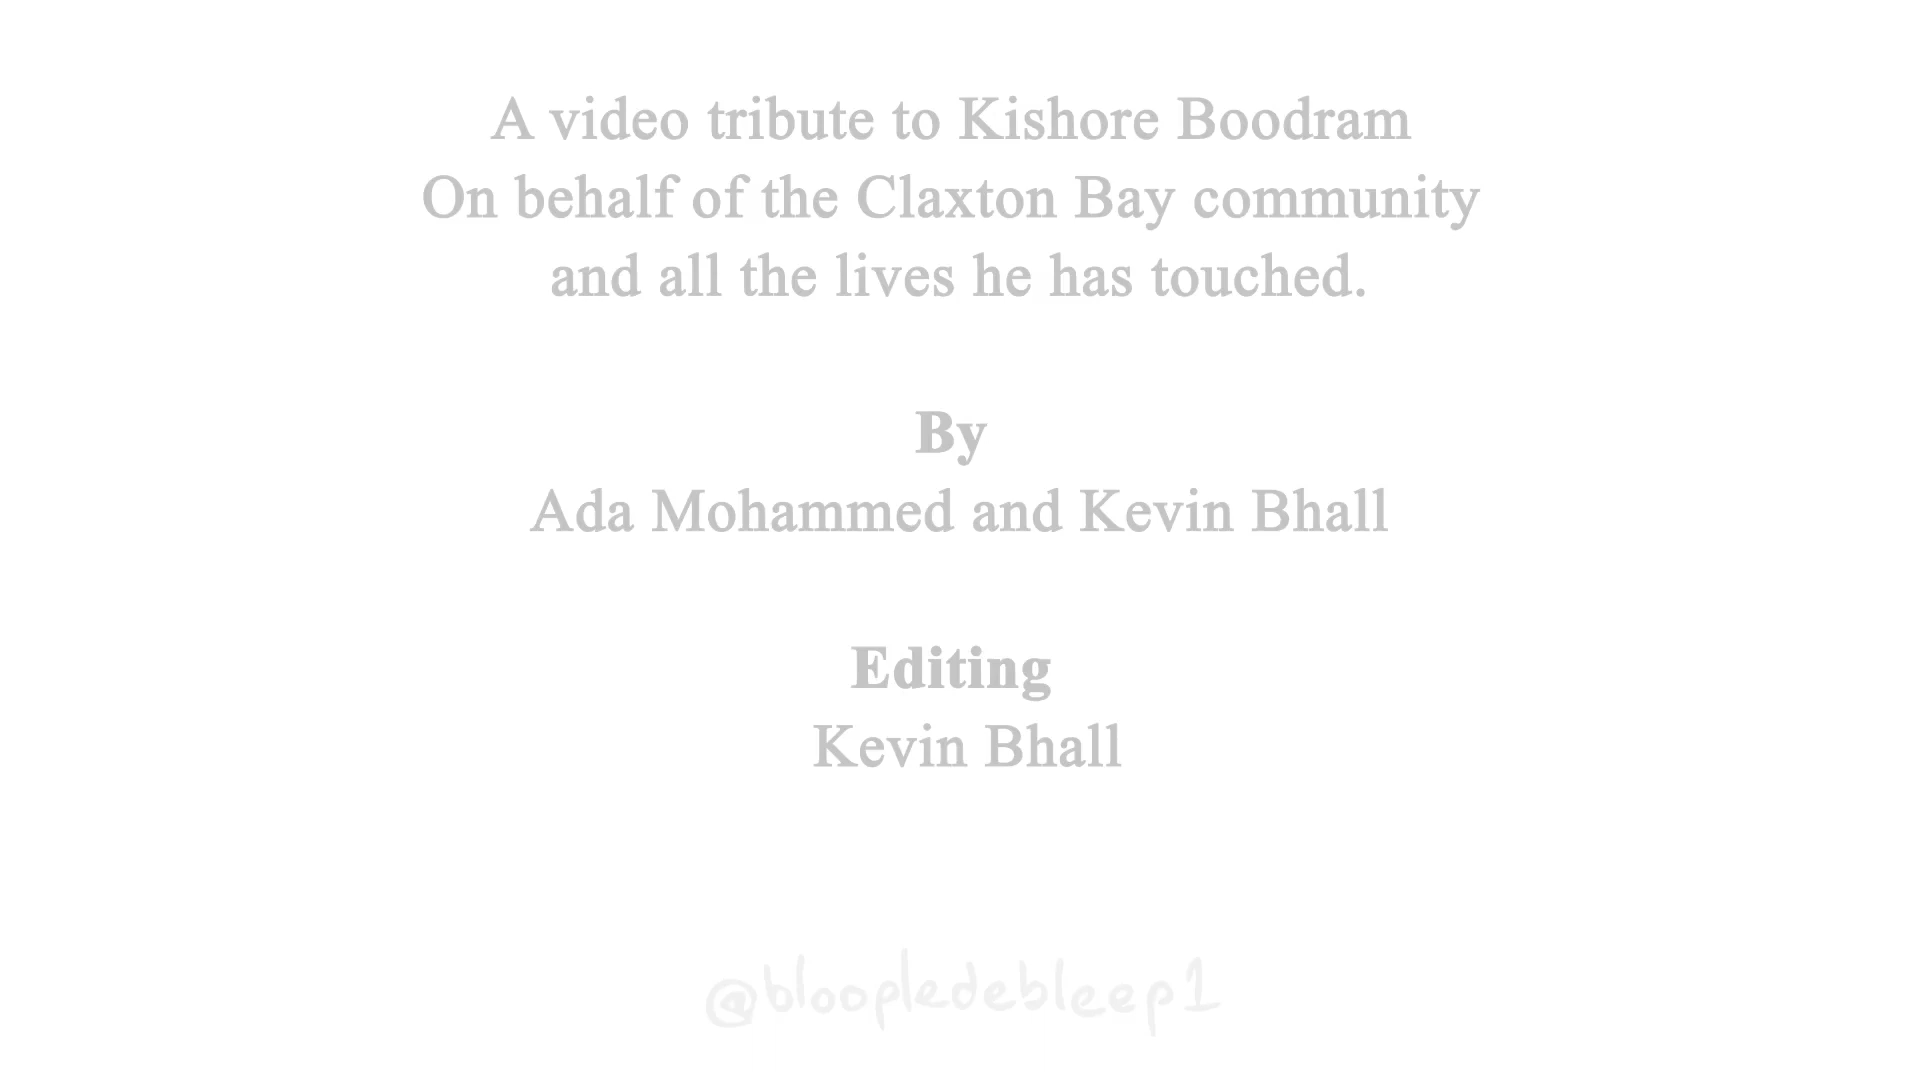 A video tribute to Kishore Boodram
On behalf of the Claxton Bay community
and all the lives he has touched.
By
Ada Mohammed and Kevin Bhall
Editing
Kevin Bhall
@bloopledebleep1